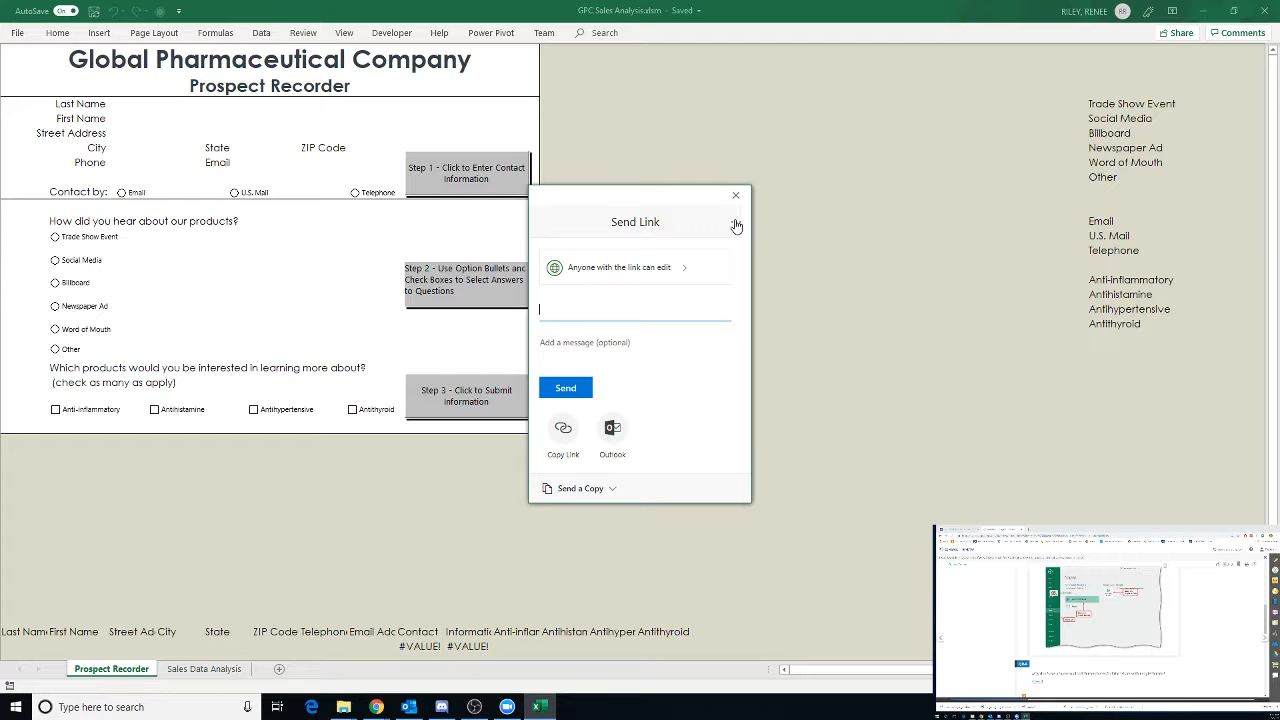 AutoSave On
GPC Sales Analysis.xlsm - Saved
RILEY, RENEE RR
File Home Insert Page Layout Formulas Data Review View Developer Help Power Pivot Team Search Share Comments
Global Pharmaceutical Company
Prospect Recorder
Last Name
First Name
Street Address
City State ZIP Code
Phone Email
Contact by: Email U.S. Mail Telephone
Step 1 - Click to Enter Contact
Information
How did you hear about our products?
Trade Show Event
Social Media
Billboard
Newspaper Ad
Word of Mouth
Other
Step 2 - Use Option Bullets and
Check Boxes to Select Answers
to Questions
Which products would you be interested in learning more about?
(check as many as apply)
Anti-inflammatory Antihistamine Antihypertensive Antithyroid
Step 3 - Click to Submit
Information
Send Link
Anyone with the link can edit
Add a message (optional)
Send
Copy Link Outlook
Send a Copy
Trade Show Event
Social Media
Billboard
Newspaper Ad
Word of Mouth
Other
Email
U.S. Mail
Telephone
Anti-inflammatory
Antihistamine
Antihypertensive
Antithyroid
Last Nam First Name Street Ad City State ZIP Code Telephon Email Adc Contact Informati Anti-inflar Antihistan Antihyper Antithyroid
#VALUE! #VALUE!
Prospect Recorder Sales Data Analysis
Type here to search